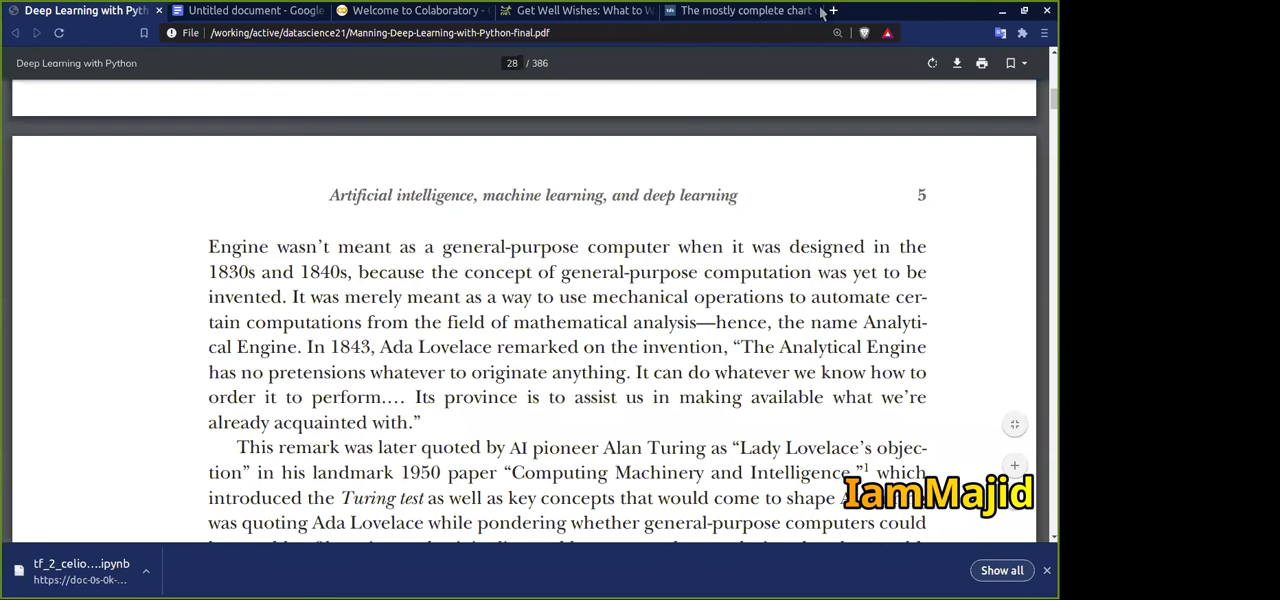 Deep Learning with Pyth
Untitled document - Google
Welcome to Colaboratory -
Get Well Wishes: What to W
The mostly complete chart
File /working/active/datascience21/Manning-Deep-Learning-with-Python-final.pdf
Deep Learning with Python
28 / 386
Artificial intelligence, machine learning, and deep learning 5
Engine wasn't meant as a general-purpose computer when it was designed in the
1830s and 1840s, because the concept of general-purpose computation was yet to be
invented. It was merely meant as a way to use mechanical operations to automate cer-
tain computations from the field of mathematical analysis—hence, the name Analyti-
cal Engine. In 1843, Ada Lovelace remarked on the invention, “The Analytical Engine
has no pretensions whatever to originate anything. It can do whatever we know how to
order it to perform.… Its province is to assist us in making available what we're
already acquainted with.”
This remark was later quoted by AI pioneer Alan Turing as “Lady Lovelace's objec-
tion” in his landmark 1950 paper “Computing Machinery and Intelligence,”1 which
introduced the Turing test as well as key concepts that would come to shape
IamMajid
was quoting Ada Lovelace while pondering whether general-purpose computers could
tf_2_celio....ipynb
https://doc-0s-0k-...
Show all